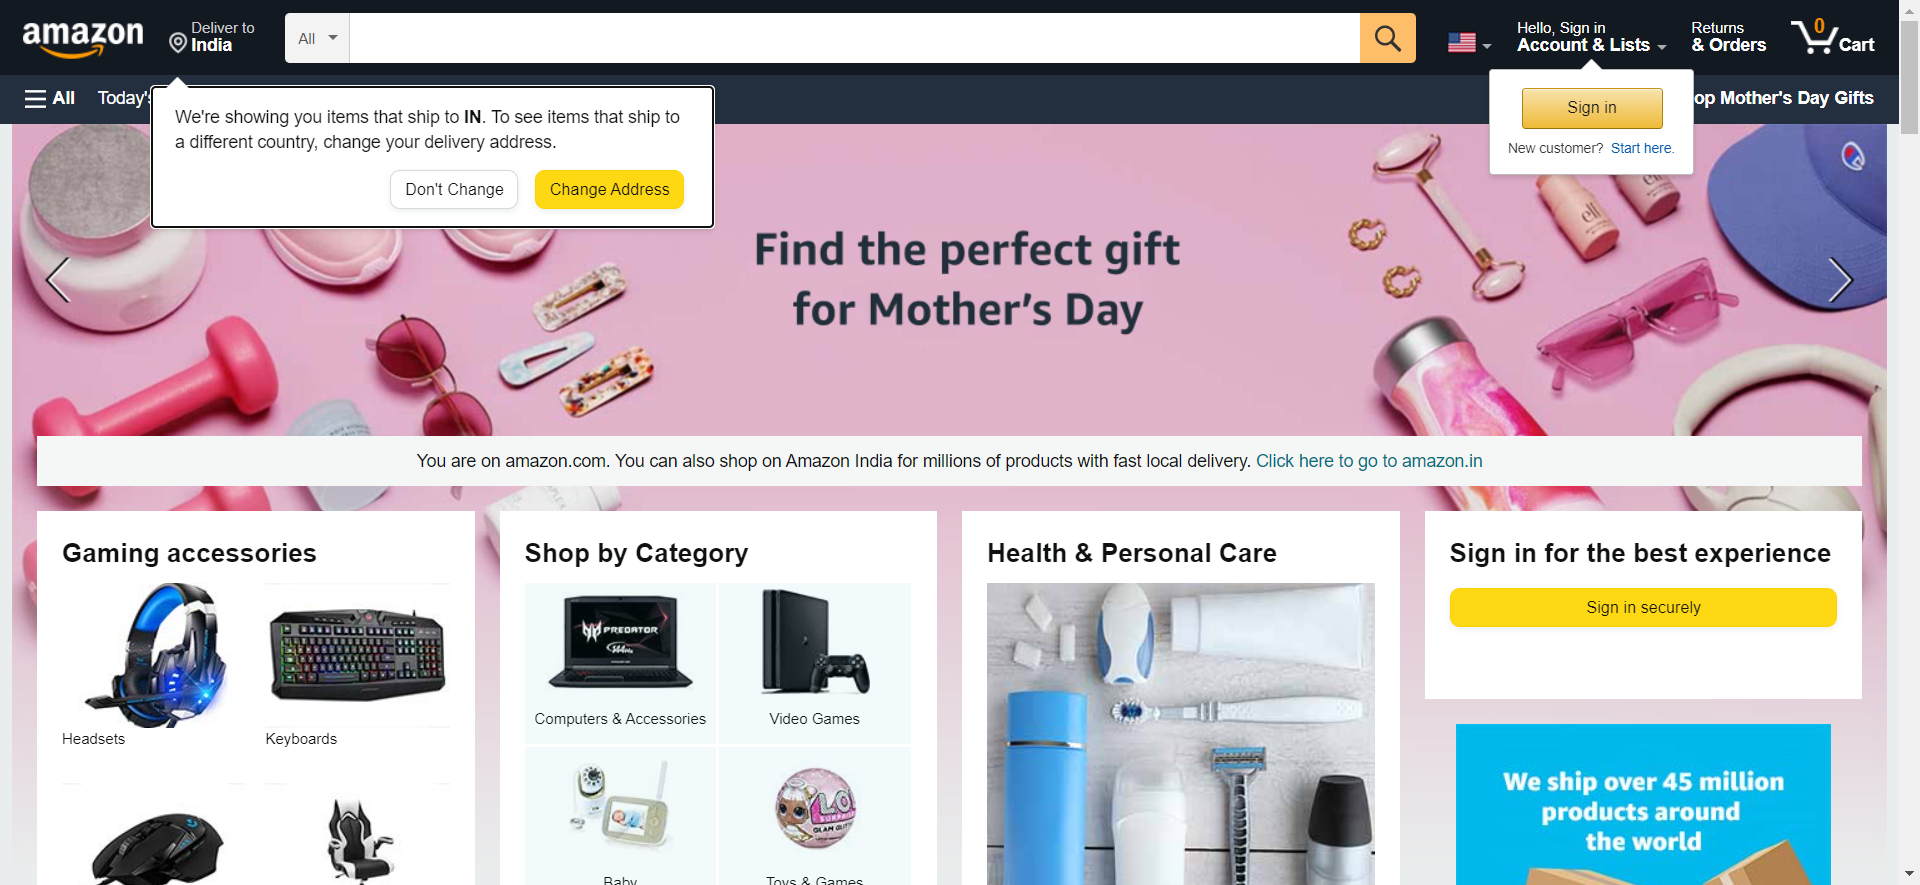 amazon
Deliver to
India
All
Hello, Sign in
Account & Lists
Returns
& Orders
0
Cart
All
Today's
op Mother's Day Gifts
We're showing you items that ship to IN. To see items that ship to
a different country, change your delivery address.
Don't Change
Change Address
Sign in
New customer? Start here.
Find the perfect gift
for Mother's Day
You are on amazon.com. You can also shop on Amazon India for millions of products with fast local delivery. Click here to go to amazon.in
Gaming accessories
Headsets
Keyboards
Shop by Category
PREDATOR
144Hz
Computers & Accessories
Video Games
L.O.L.
SURPRISE
GLAM GLITTER
Baby
Toys & Games
Health & Personal Care
Sign in for the best experience
Sign in securely
We ship over 45 million
products around
the world